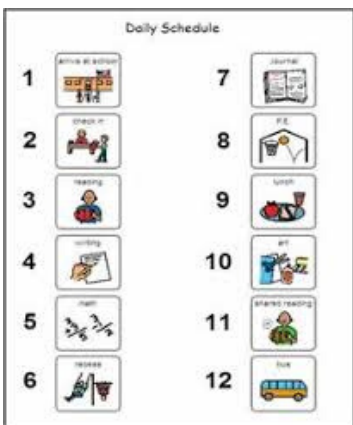 Daily Schedule
1
arrive at school
2
check in
3
reading
4
writing
5
math
6
recess
7
Journal
8
P.E.
9
lunch
10
art
11
shared reading
12
bus